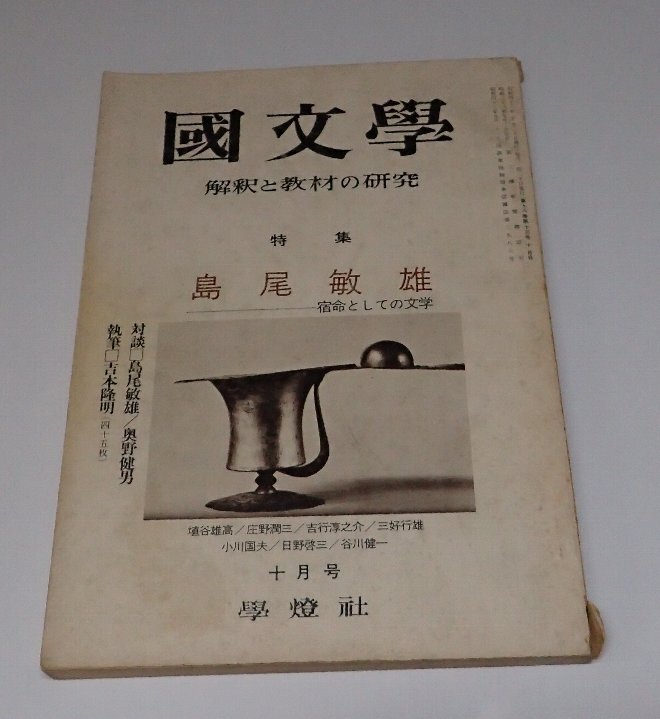 國文學
解釈と教材の研究
特集
島尾敏雄
宿命としての文学
対談□島尾敏雄/奥野健男
執筆□吉本隆明(四十五枚)
埴谷雄高/庄野潤三/吉行淳之介/三好行雄
小川国夫/日野啓三/谷川健一
十月号
學燈社